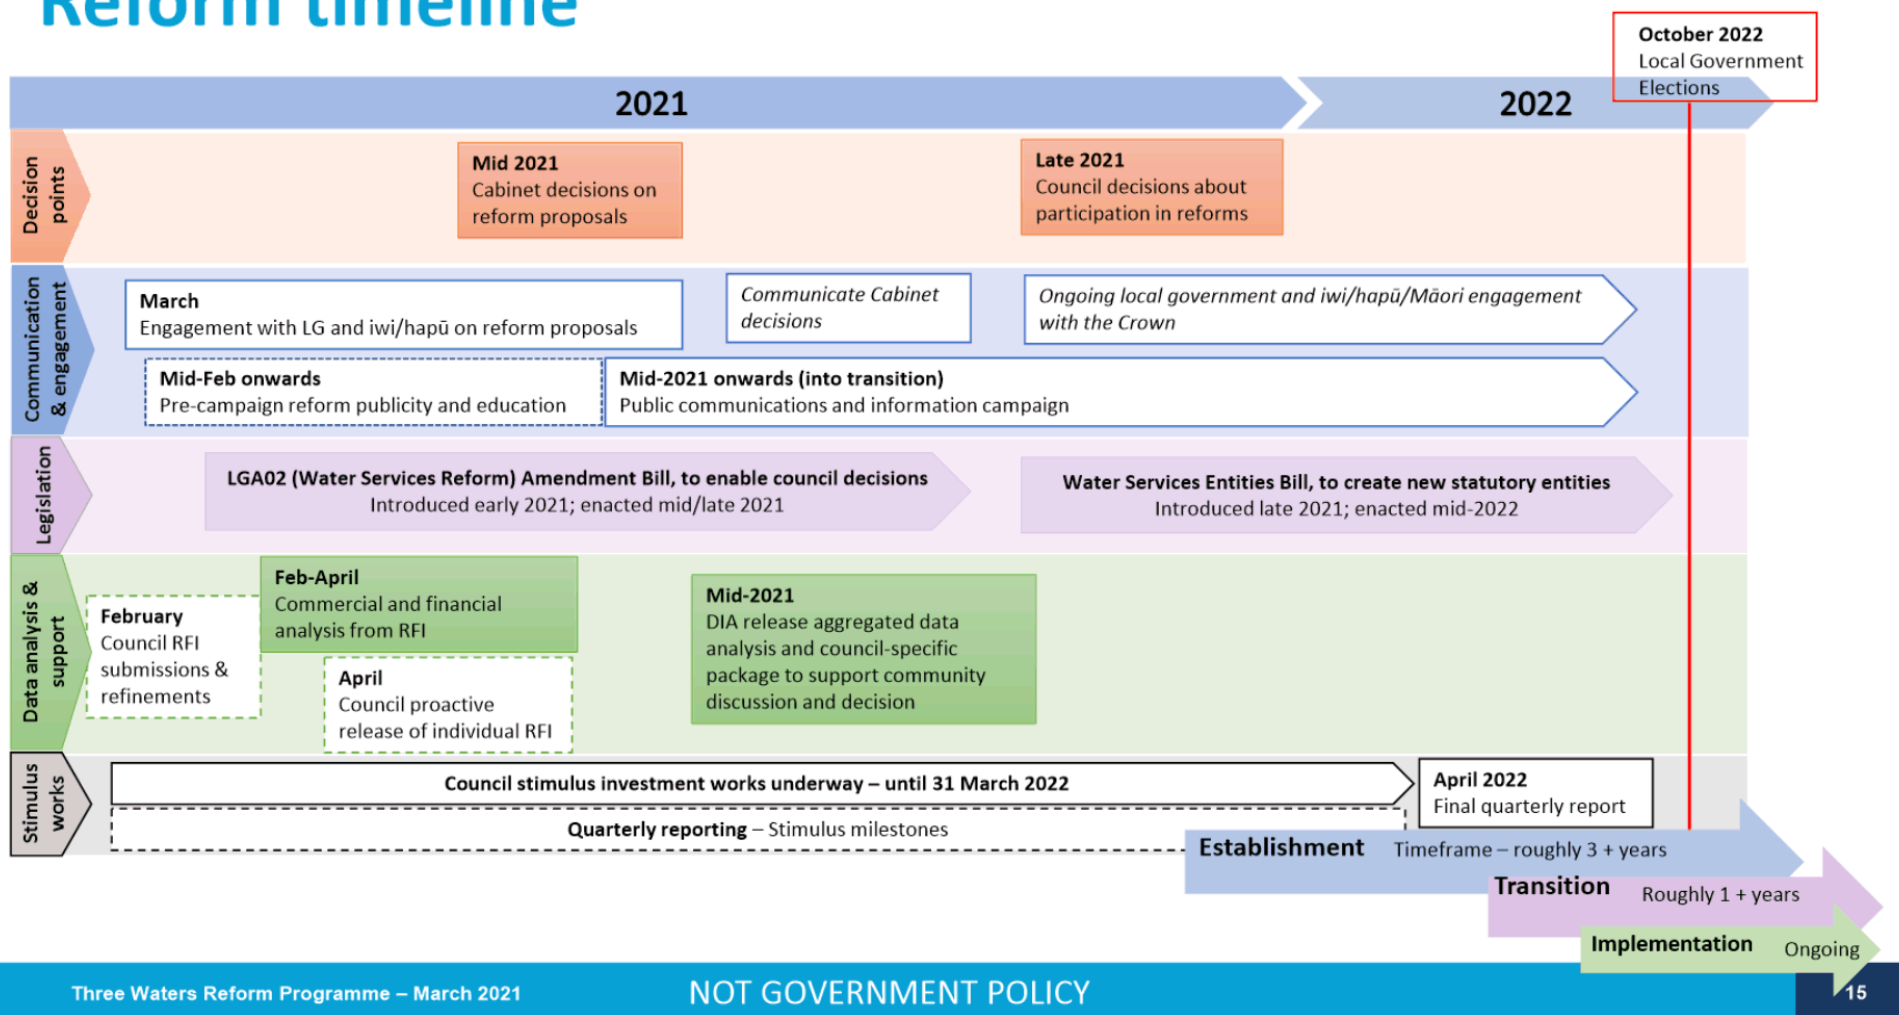 Reform timeline
October 2022
Local Government
Elections
2021
2022
Decision
points
Mid 2021
Cabinet decisions on
reform proposals
Late 2021
Council decisions about
participation in reforms
Communication
& engagement
March
Engagement with LG and iwi/hapū on reform proposals
Communicate Cabinet
decisions
Ongoing local government and iwi/hapū/Māori engagement
with the Crown
Mid-Feb onwards
Pre-campaign reform publicity and education
Mid-2021 onwards (into transition)
Public communications and information campaign
Legislation
LGA02 (Water Services Reform) Amendment Bill, to enable council decisions
Introduced early 2021; enacted mid/late 2021
Water Services Entities Bill, to create new statutory entities
Introduced late 2021; enacted mid-2022
Data analysis &
support
February
Council RFI
submissions &
refinements
Feb-April
Commercial and financial
analysis from RFI
April
Council proactive
release of individual RFI
Mid-2021
DIA release aggregated data
analysis and council-specific
package to support community
discussion and decision
Stimulus
works
Council stimulus investment works underway – until 31 March 2022
Quarterly reporting – Stimulus milestones
April 2022
Final quarterly report
Establishment Timeframe – roughly 3 + years
Transition Roughly 1 + years
Implementation Ongoing
Three Waters Reform Programme – March 2021
NOT GOVERNMENT POLICY
15